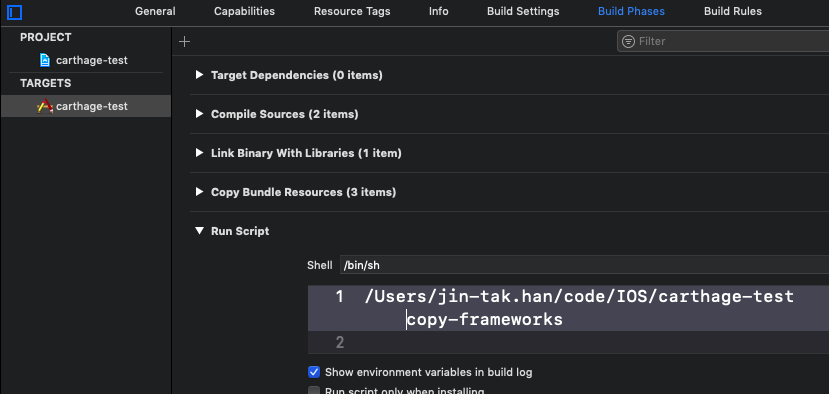 General Capabilities Resource Tags Info Build Settings Build Phases Build Rules
PROJECT
carthage-test
TARGETS
carthage-test
+ Filter
Target Dependencies (0 items)
Compile Sources (2 items)
Link Binary With Libraries (1 item)
Copy Bundle Resources (3 items)
Run Script
Shell /bin/sh
1 /Users/jin-tak.han/code/IOS/carthage-test
copy-frameworks
2
Show environment variables in build log
Run script only when installing